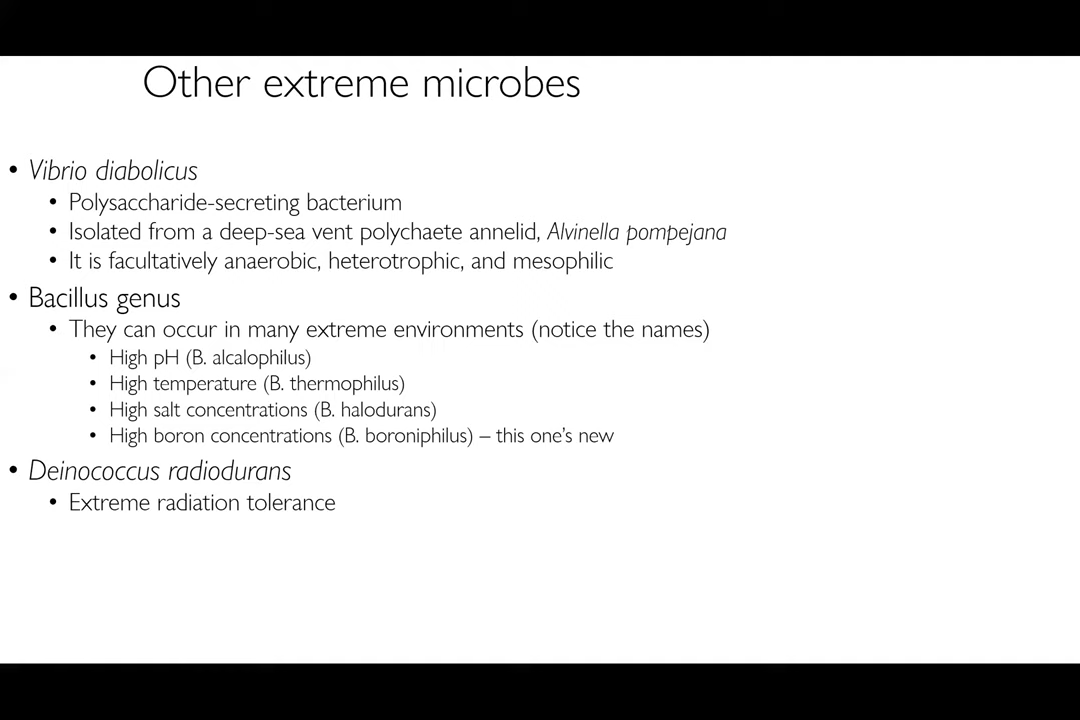 Other extreme microbes
• Vibrio diabolicus
• Polysaccharide-secreting bacterium
• Isolated from a deep-sea vent polychaete annelid, Alvinella pompejana
• It is facultatively anaerobic, heterotrophic, and mesophilic
• Bacillus genus
• They can occur in many extreme environments (notice the names)
• High pH (B. alcalophilus)
• High temperature (B. thermophilus)
• High salt concentrations (B. halodurans)
• High boron concentrations (B. boroniphilus) – this one's new
• Deinococcus radiodurans
• Extreme radiation tolerance